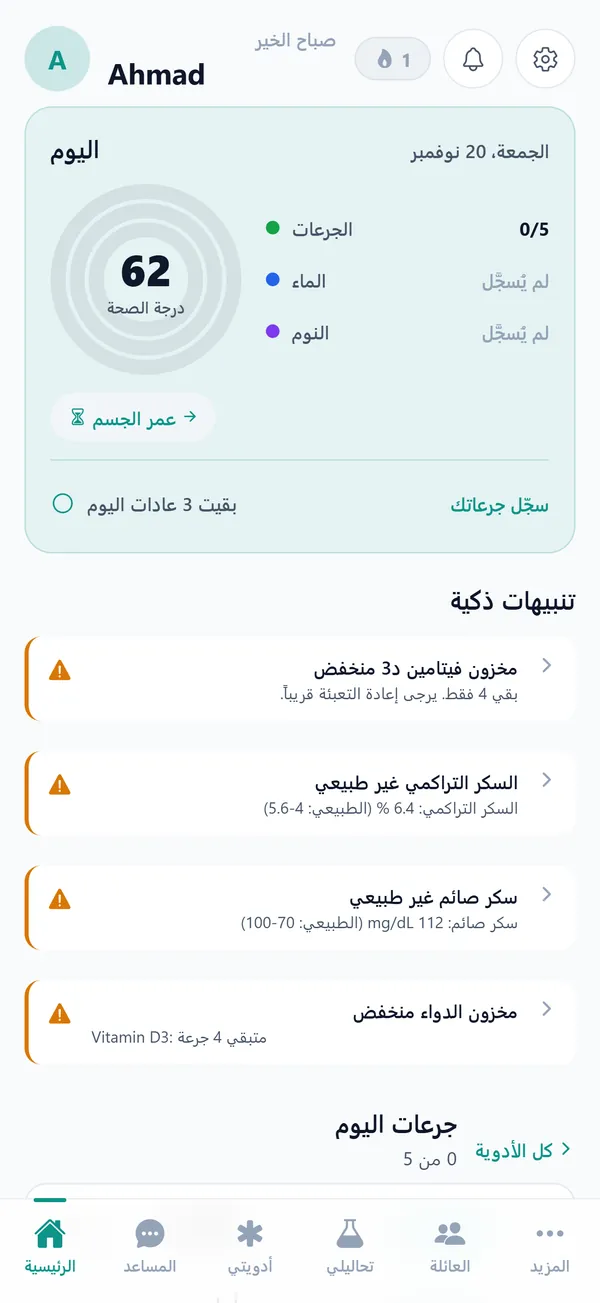 صباح الخير
Ahmad
A
1
اليوم
الجمعة، 20 نوفمبر
62
درجة الصحة
الجرعات
0/5
الماء
لم يُسجَّل
النوم
لم يُسجَّل
عمر الجسم
بقيت 3 عادات اليوم
سجّل جرعاتك
تنبيهات ذكية
مخزون فيتامين د3 منخفض
بقي 4 فقط. يرجى إعادة التعبئة قريباً.
السكر التراكمي غير طبيعي
السكر التراكمي: 6.4 % (الطبيعي: 4-5.6)
سكر صائم غير طبيعي
سكر صائم: 112 mg/dL (الطبيعي: 70-100)
مخزون الدواء منخفض
Vitamin D3: متبقي 4 جرعة
جرعات اليوم
0 من 5
كل الأدوية
الرئيسية
المساعد
أدويتي
تحاليلي
العائلة
المزيد